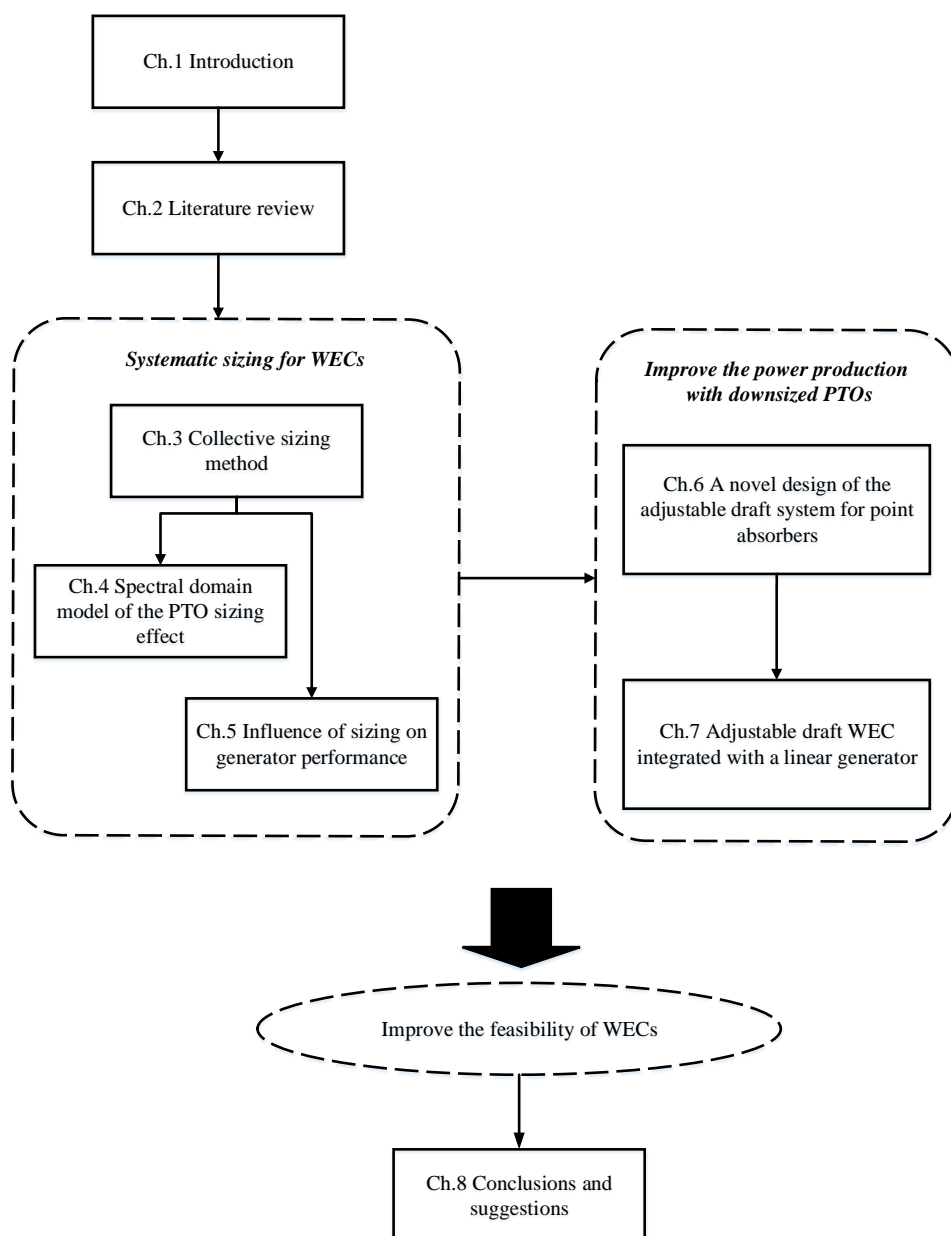 Ch.1 Introduction
Ch.2 Literature review
Systematic sizing for WECs
Ch.3 Collective sizing
method
Ch.4 Spectral domain
model of the PTO sizing
effect
Ch.5 Influence of sizing on
generator performance
Improve the power production
with downsized PTOs
Ch.6 A novel design of the
adjustable draft system for point
absorbers
Ch.7 Adjustable draft WEC
integrated with a linear generator
Improve the feasibility of WECs
Ch.8 Conclusions and
suggestions